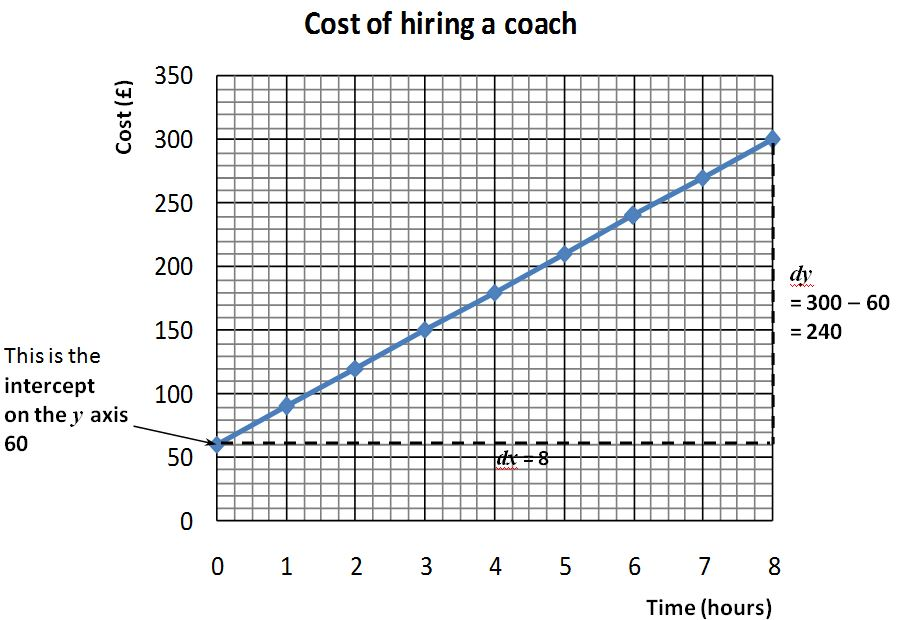 Cost of hiring a coach
Cost (£)
350
300
250
200
150
100
50
0
This is the
intercept
on the y axis
60
dy
= 300 – 60
= 240
dx = 8
0 1 2 3 4 5 6 7 8
Time (hours)